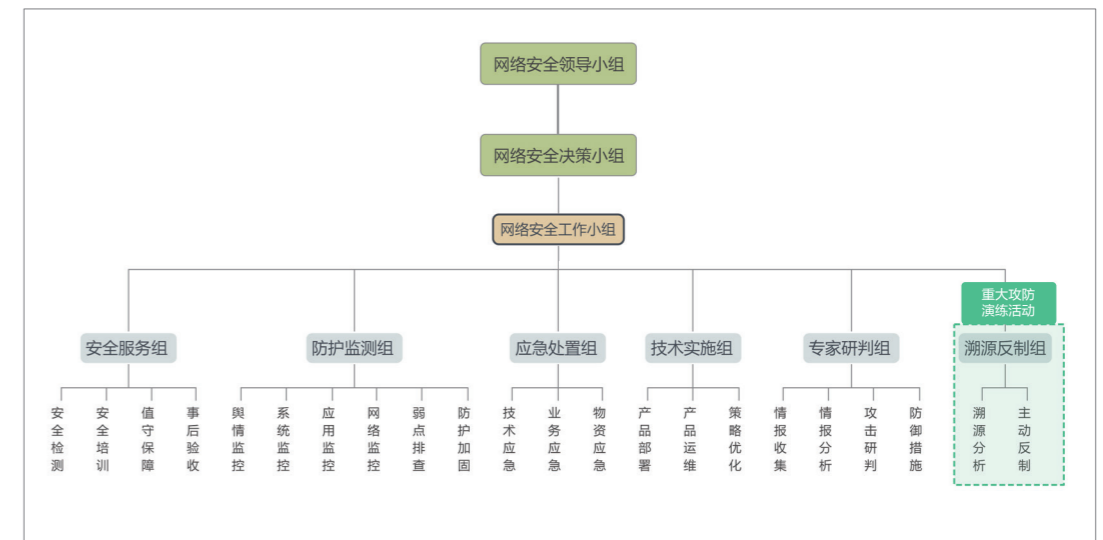 网络安全领导小组
网络安全决策小组
网络安全工作小组
重大攻防
演练活动
安全服务组
防护监测组
应急处置组
技术实施组
专家研判组
溯源反制组
安全检测
安全培训
值守保障
事后验收
舆情监控
系统监控
应用监控
网络监控
弱点排查
防护加固
技术应急
业务应急
物资应急
产品部署
产品运维
策略优化
情报收集
情报分析
攻击研判
防御措施
溯源分析
主动反制